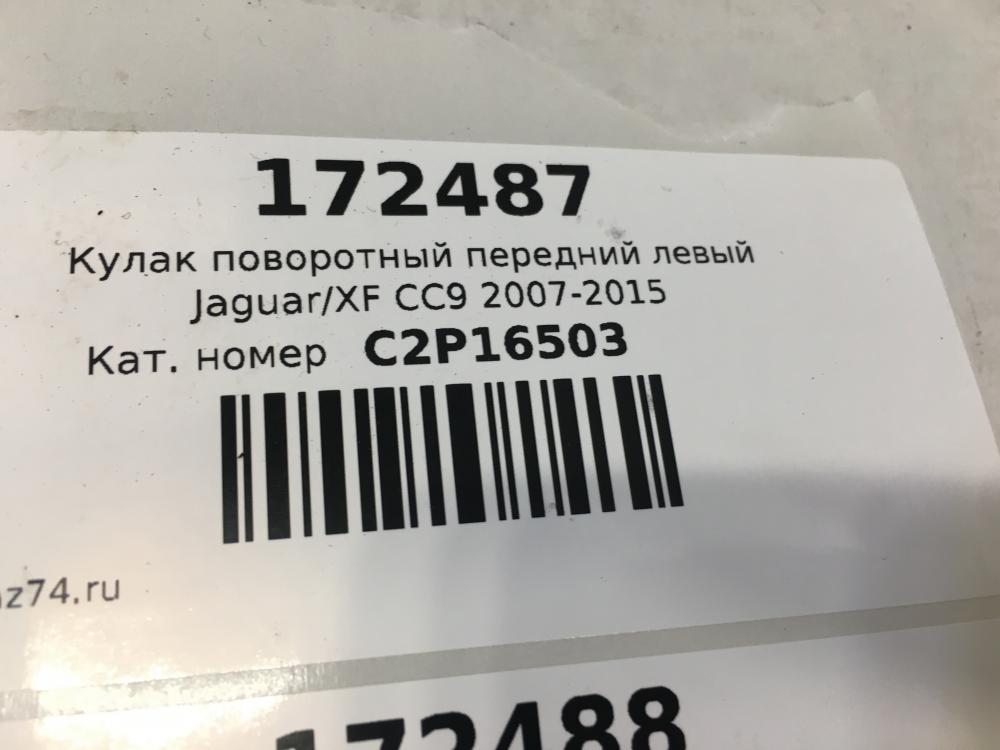 172487
Кулак поворотный передний левый
Jaguar/XF CC9 2007-2015
Кат. номер C2P16503
z74.ru
172488